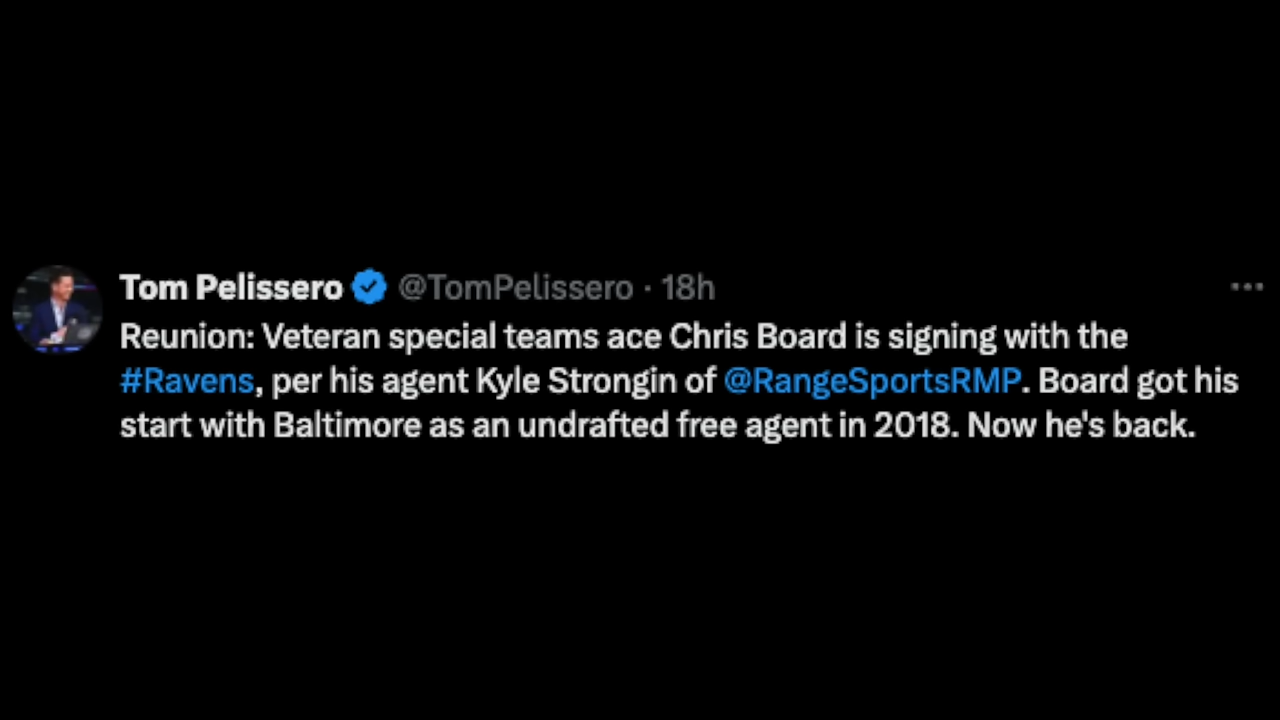 Tom Pelissero @TomPelissero · 18h
Reunion: Veteran special teams ace Chris Board is signing with the
#Ravens, per his agent Kyle Strongin of @RangeSportsRMP. Board got his
start with Baltimore as an undrafted free agent in 2018. Now he's back.